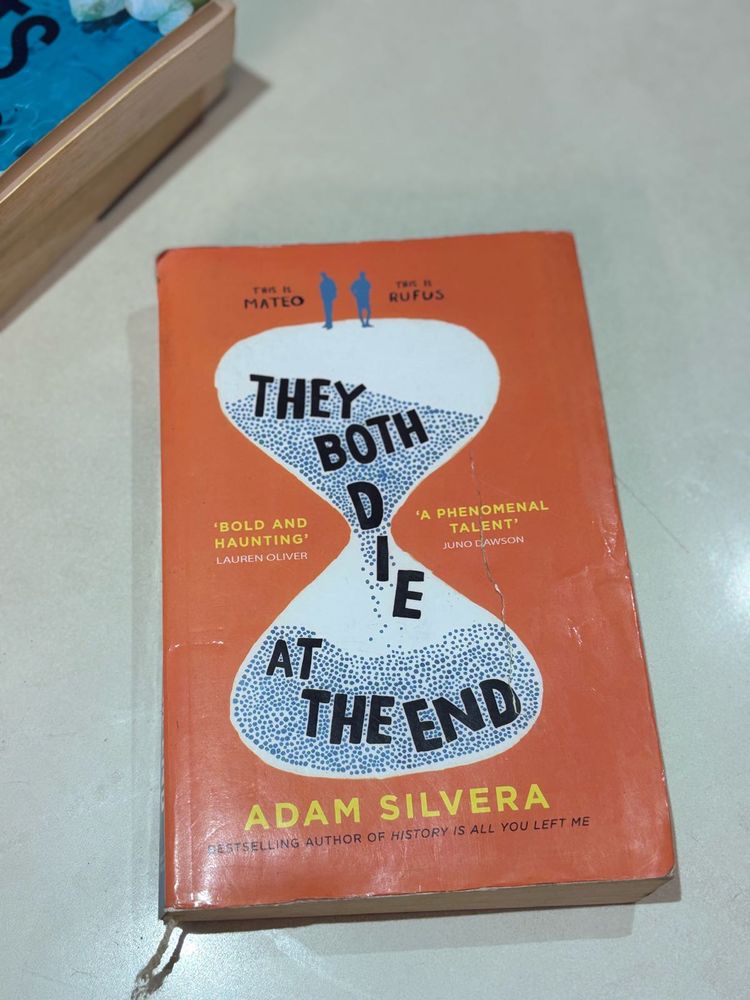 THIS IS
MATEO
THIS IS
RUFUS
THEY
BOTH
DIE
AT
THE END
'BOLD AND
HAUNTING'
LAUREN OLIVER
'A PHENOMENAL
TALENT'
JUNO DAWSON
ADAM SILVERA
BESTSELLING AUTHOR OF HISTORY IS ALL YOU LEFT ME